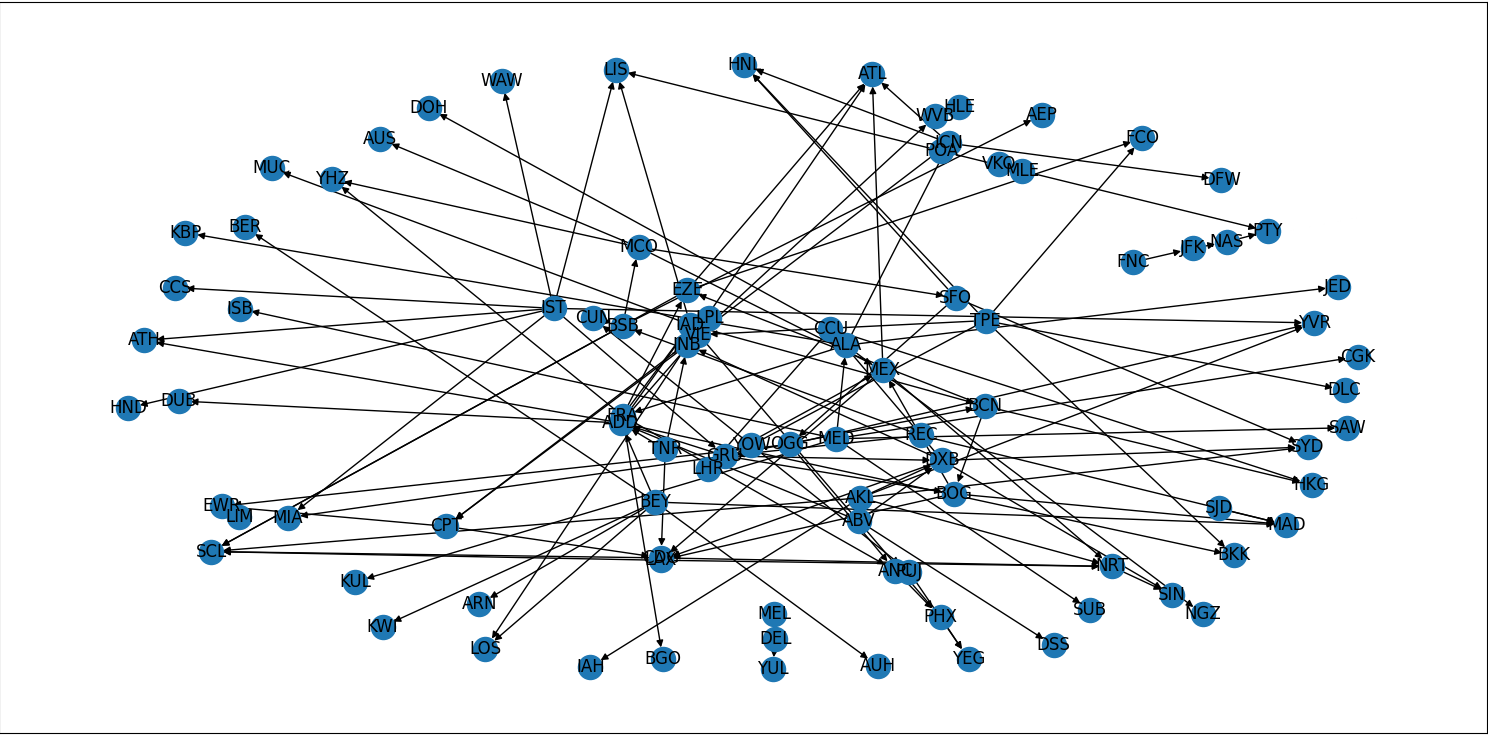 HNL
LIS
ATL
WAW
DOH
HLE
WVB
AEP
AUS
FCO
ICN
POA
VKO
MUC
MLE
YHZ
DFW
BER
PTY
KBP
NAS
MCO
JFK
FNC
CCS
EZE
JED
SFO
IST
ISB
CUN
LPL
TPE
YVR
BSB
IAD
CCU
VIE
ATH
JNB
ALA
CGK
MEX
DLC
DUB
BCN
HND
FRA
ADD
SAW
REC
MED
YOW
OGG
SYD
TNR
GRU
DXB
LHR
HKG
BOG
AKL
BEY
EWR
SJD
LIM
MIA
ABV
CPT
MAD
SCL
BKK
LAX
NRT
ANC
PUJ
KUL
SIN
ARN
SUB
NGZ
MEL
PHX
KWI
DEL
DSS
LOS
BGO
YEG
IAH
AUH
YUL